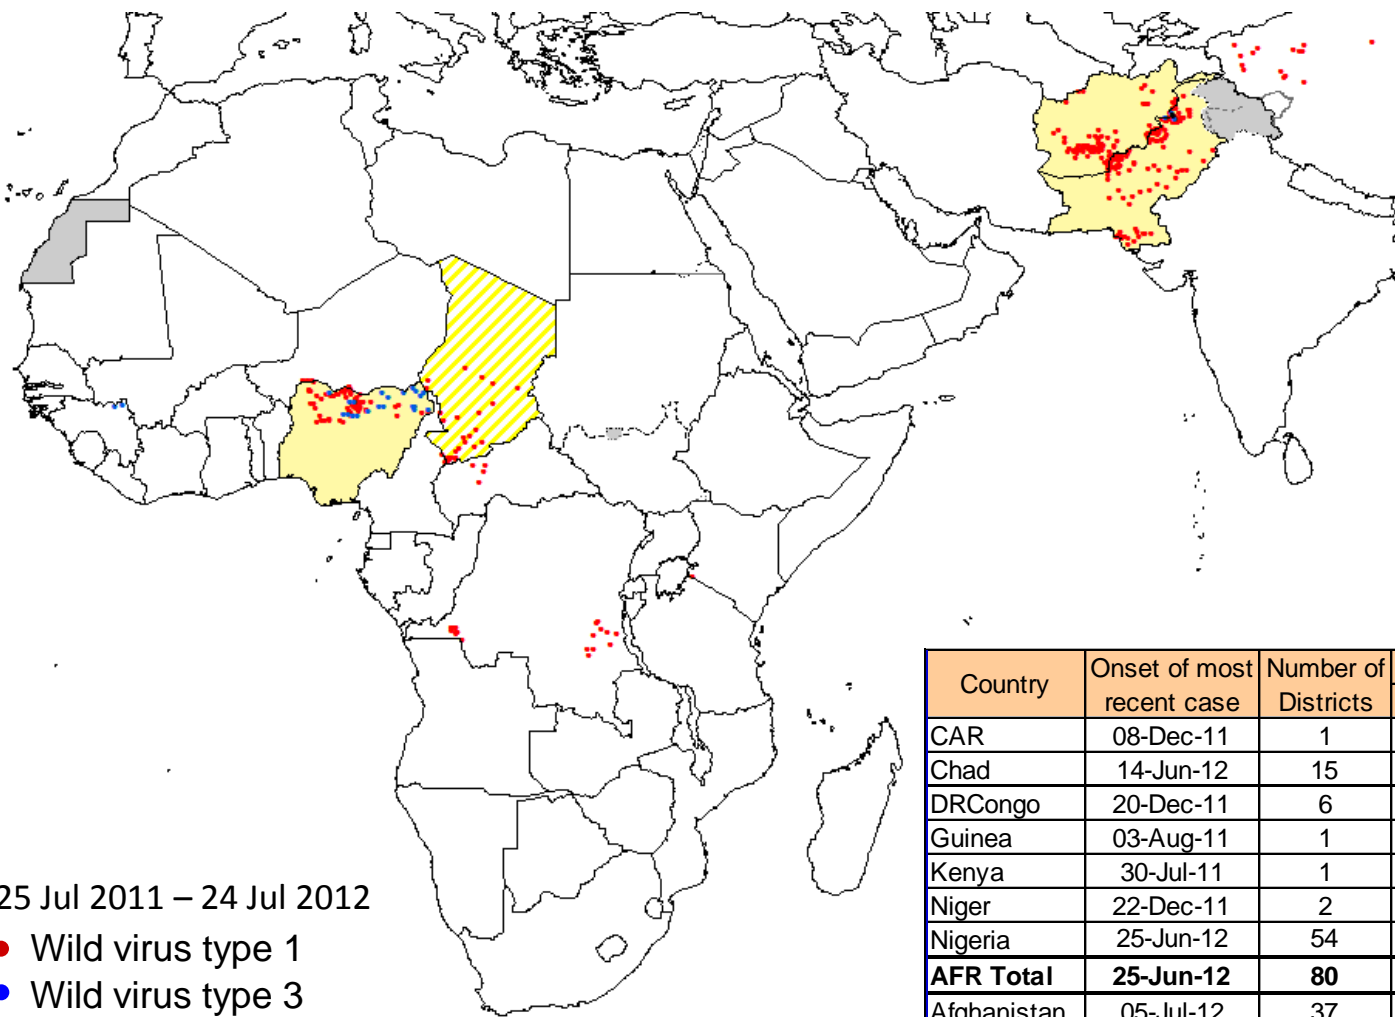 Country Onset of most recent case Number of Districts
CAR 08-Dec-11 1
Chad 14-Jun-12 15
DRCongo 20-Dec-11 6
Guinea 03-Aug-11 1
Kenya 30-Jul-11 1
Niger 22-Dec-11 2
Nigeria 25-Jun-12 54
AFR Total 25-Jun-12 80
Afghanistan 05-Jul-12 37
25 Jul 2011 – 24 Jul 2012
Wild virus type 1
Wild virus type 3